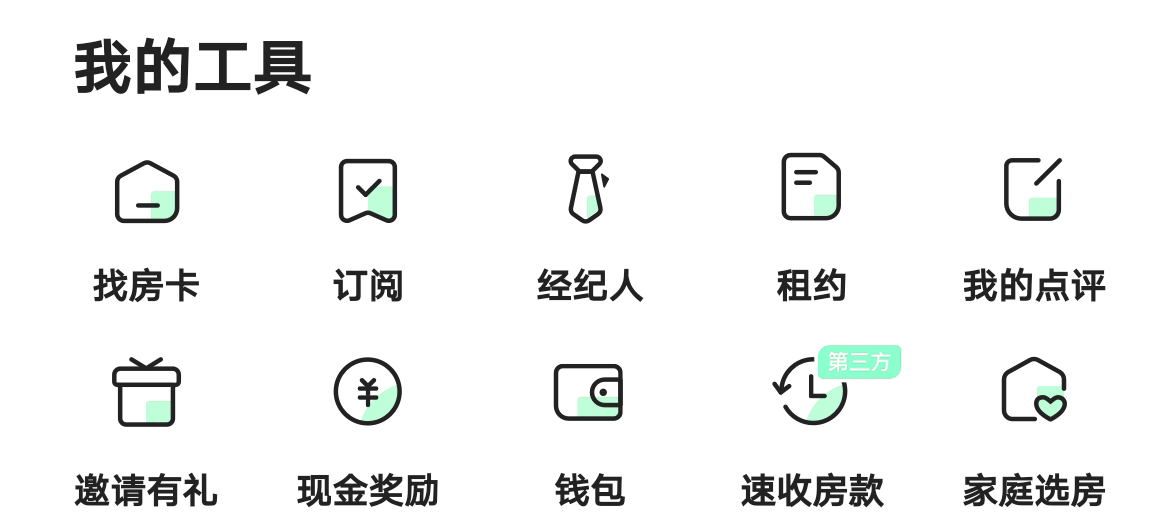 我的工具
找房卡 订阅 经纪人 租约 我的点评
第三方
邀请有礼 现金奖励 钱包 速收房款 家庭选房